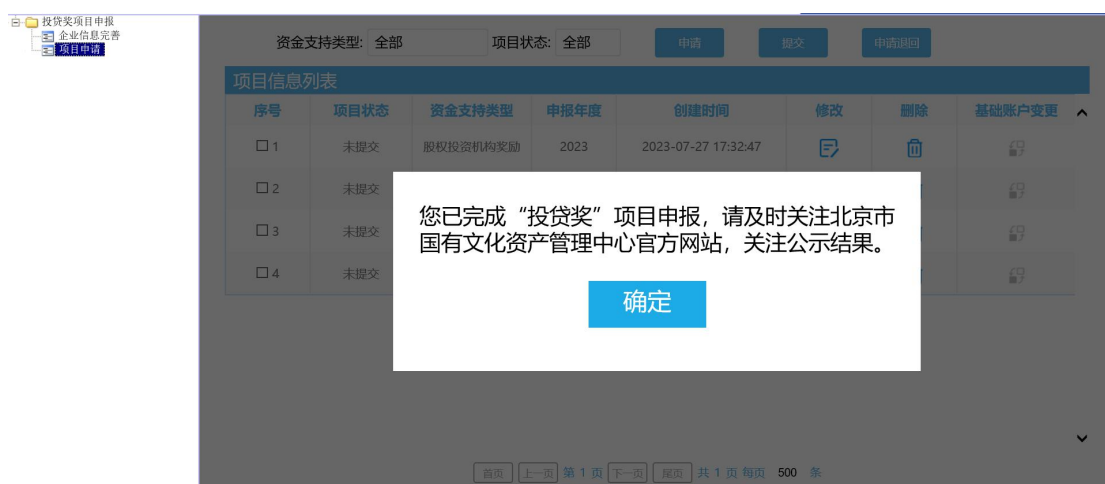 投贷奖项目申报
企业信息完善
项目申请
资金支持类型: 全部 项目状态: 全部 申请 提交 申请退回
项目信息列表
序号 项目状态 资金支持类型 申报年度 创建时间 修改 删除 基础账户变更
1 未提交 股权投资机构奖励 2023 2023-07-27 17:32:47
2 未提交
3 未提交
4 未提交
您已完成“投贷奖”项目申报，请及时关注北京市
国有文化资产管理中心官方网站，关注公示结果。
确定
首页 上一页 第 1 页 下一页 尾页 共 1 页 每页 500 条